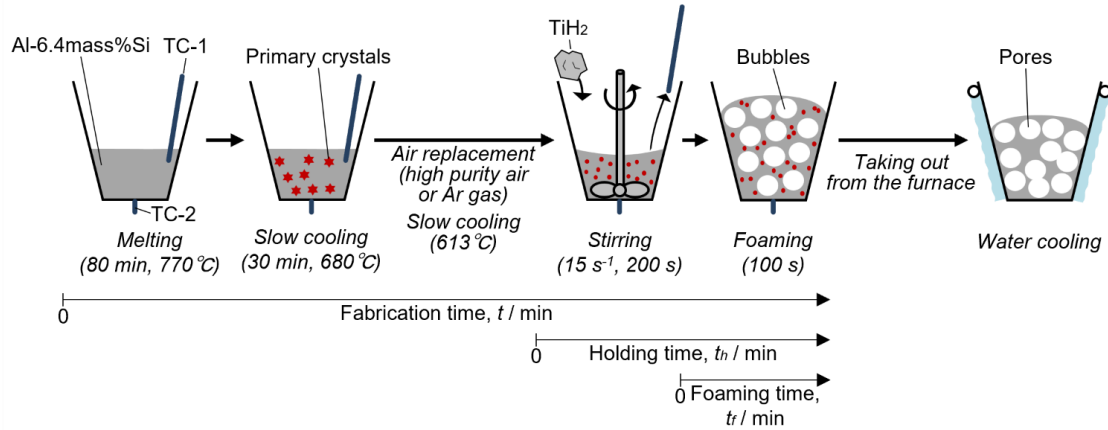 Al-6.4mass%Si
TC-1
TC-2
Melting
(80 min, 770℃)
Primary crystals
Slow cooling
(30 min, 680℃)
Air replacement
(high purity air
or Ar gas)
Slow cooling
(613℃)
TiH2
Stirring
(15 s-1, 200 s)
Bubbles
Foaming
(100 s)
Taking out
from the furnace
Pores
Water cooling
0
Fabrication time, t / min
0
Holding time, th / min
0
Foaming time,
tf / min